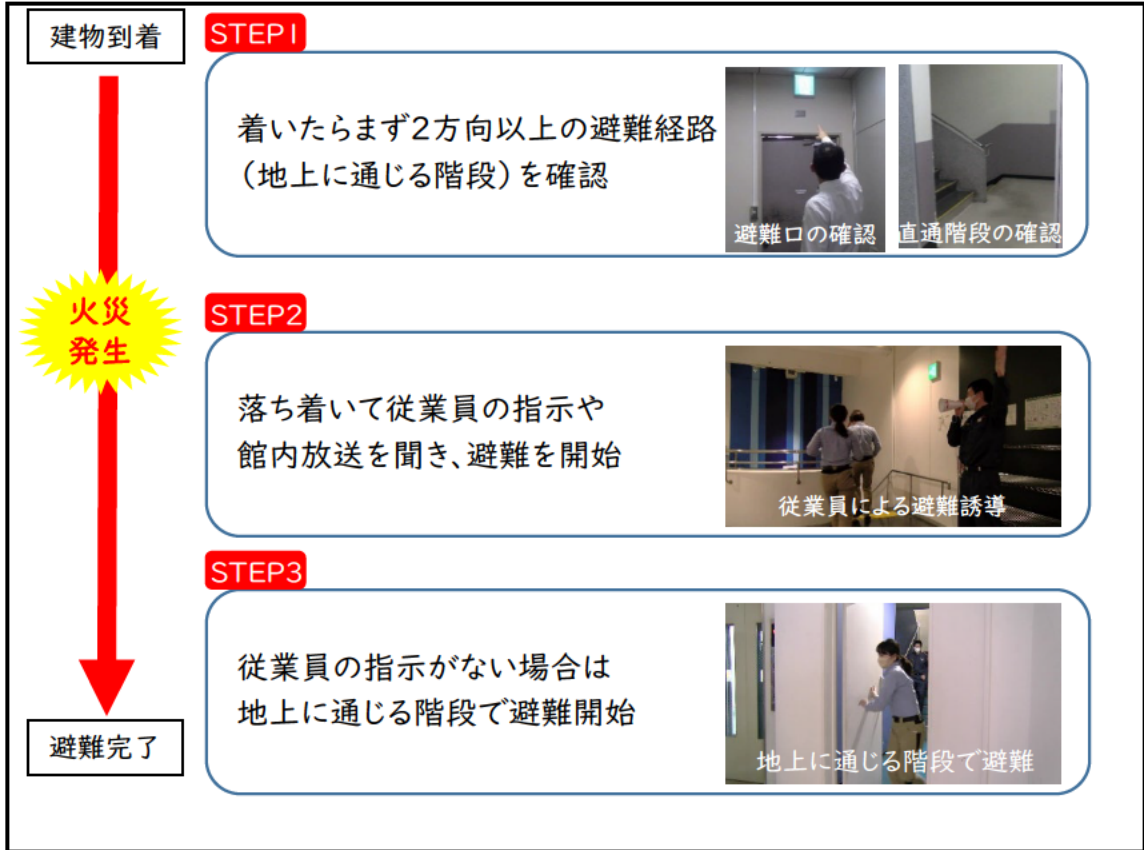 建物到着
STEP1
着いたらまず2方向以上の避難経路
(地上に通じる階段)を確認
避難口の確認
直通階段の確認
火災
発生
STEP2
落ち着いて従業員の指示や
館内放送を聞き、避難を開始
従業員による避難誘導
STEP3
従業員の指示がない場合は
地上に通じる階段で避難開始
地上に通じる階段で避難
避難完了